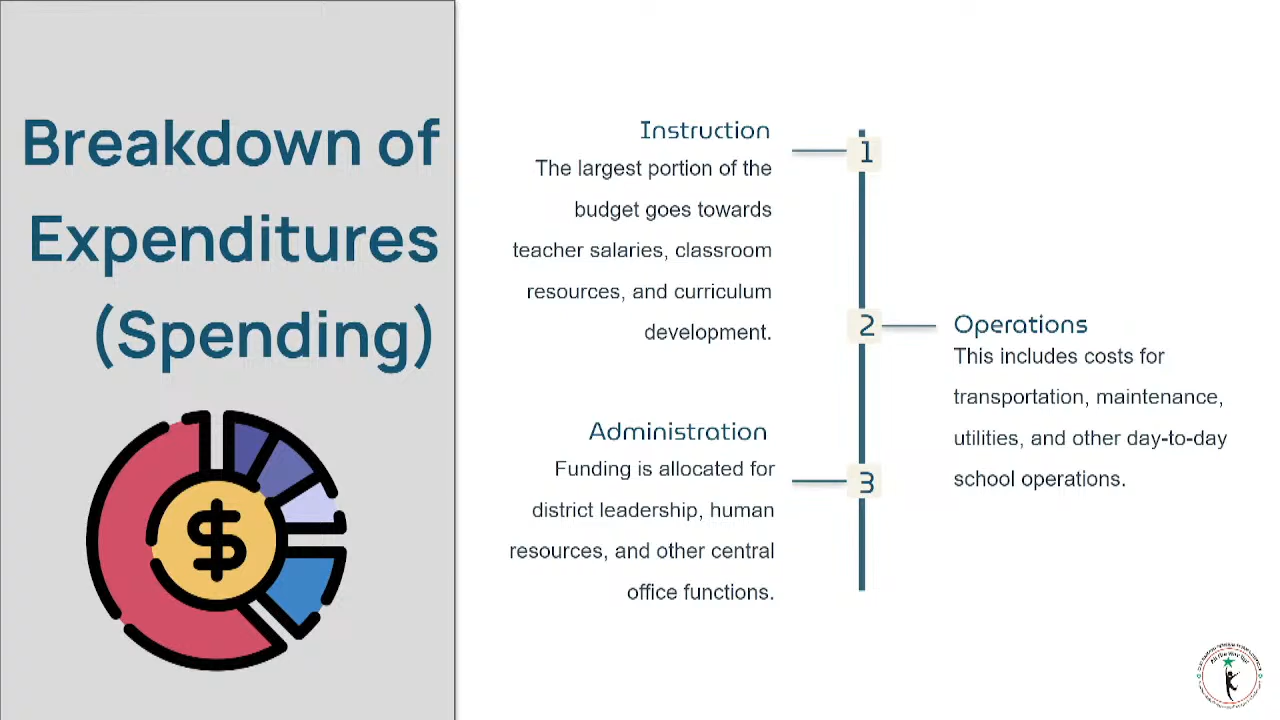 Breakdown of
Expenditures
(Spending)
$
Instruction
The largest portion of the
budget goes towards
teacher salaries, classroom
resources, and curriculum
development.
1
2
Operations
This includes costs for
transportation, maintenance,
utilities, and other day-to-day
school operations.
Administration
Funding is allocated for
district leadership, human
resources, and other central
office functions.
3